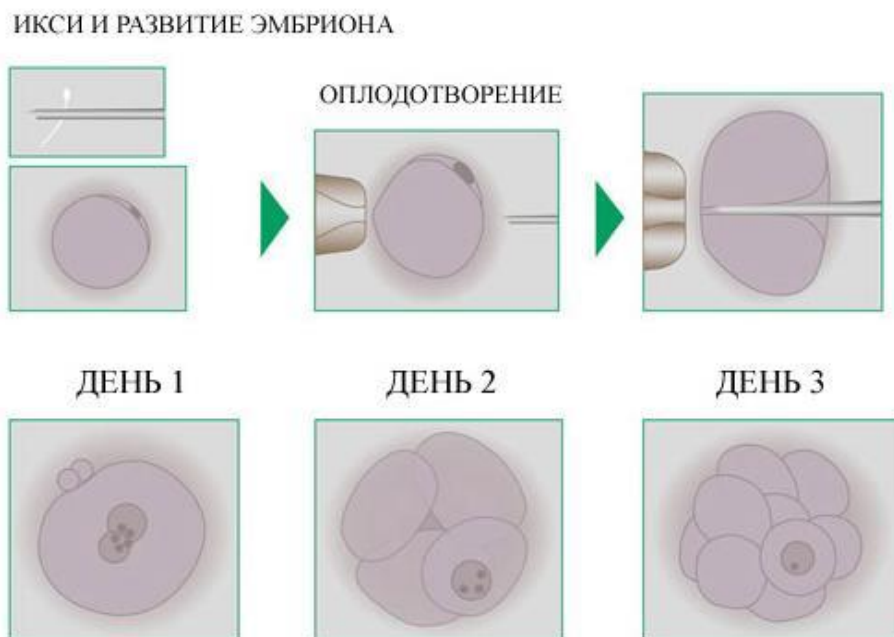 ИКСИ И РАЗВИТИЕ ЭМБРИОНА
ОПЛОДОТВОРЕНИЕ
ДЕНЬ 1
ДЕНЬ 2
ДЕНЬ 3